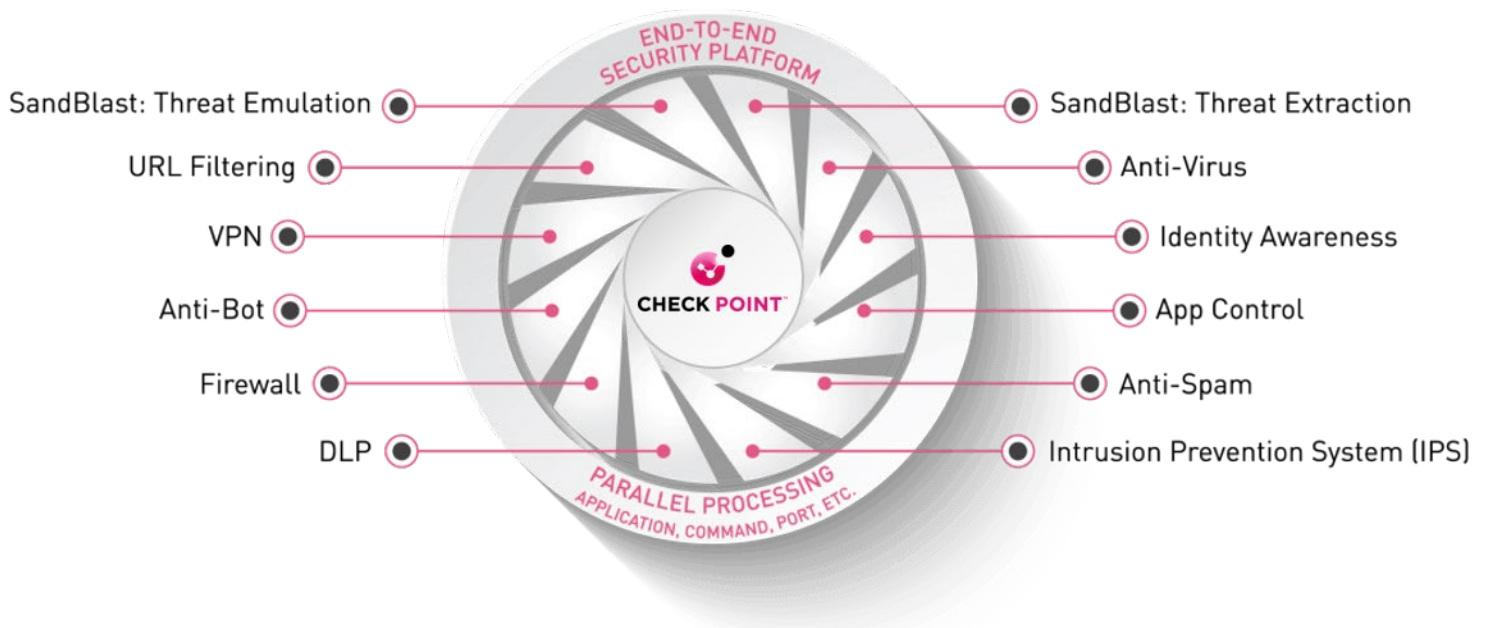 END-TO-END
SECURITY PLATFORM
SandBlast: Threat Emulation
SandBlast: Threat Extraction
URL Filtering
Anti-Virus
VPN
Identity Awareness
CHECK POINT™
Anti-Bot
App Control
Firewall
Anti-Spam
DLP
Intrusion Prevention System (IPS)
PARALLEL PROCESSING
APPLICATION, COMMAND, PORT, ETC.